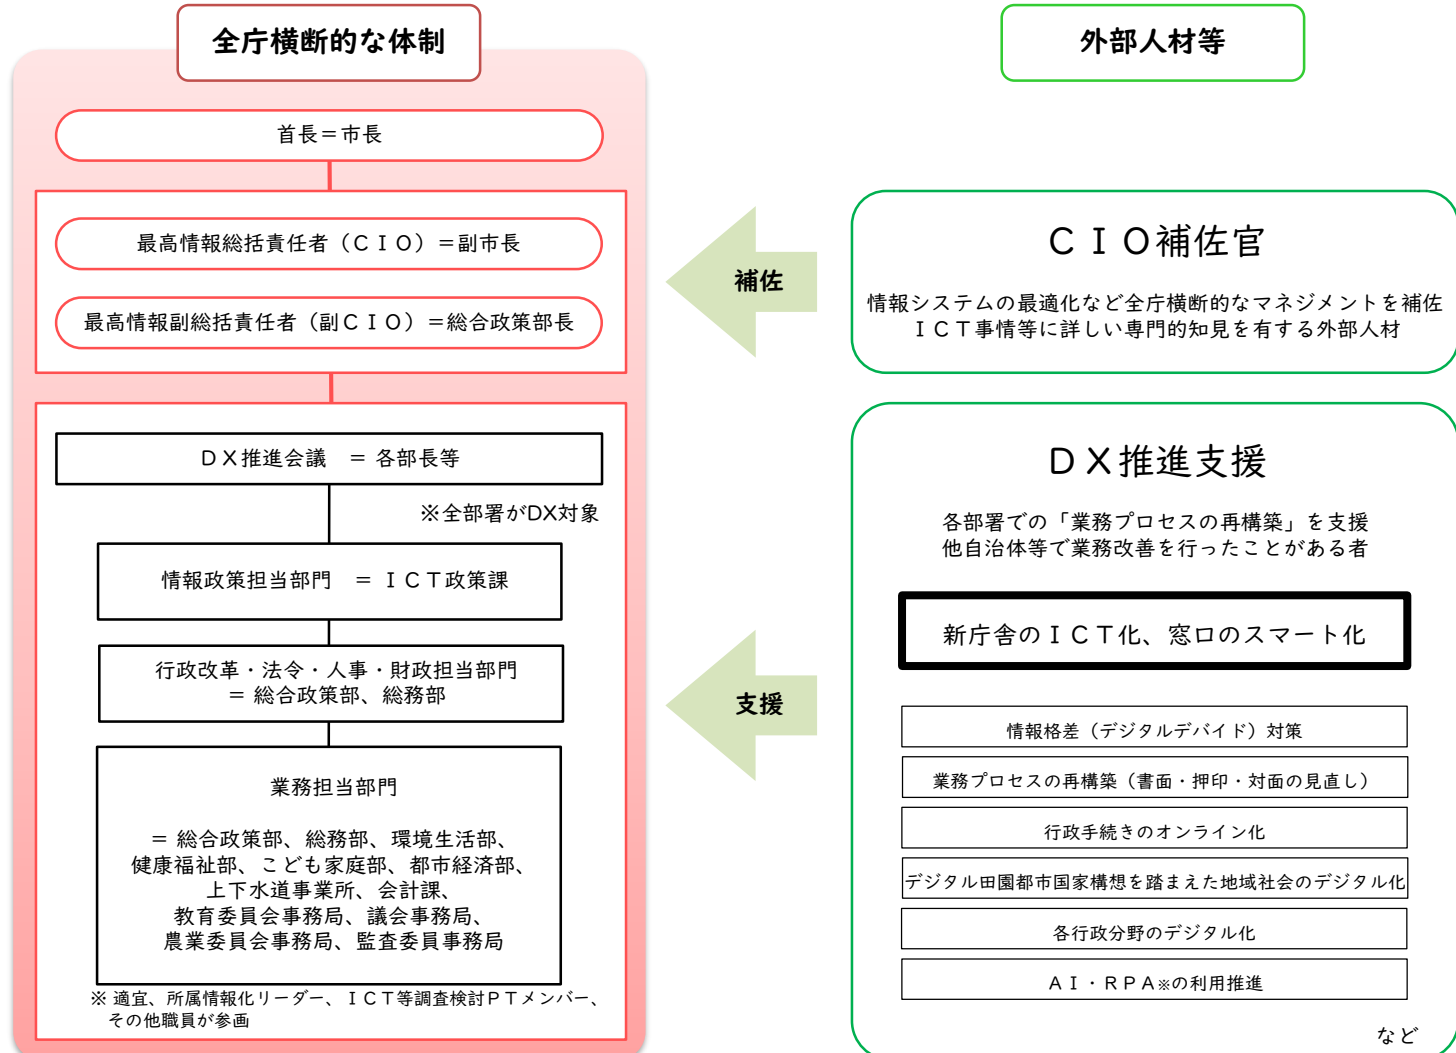 全庁横断的な体制
首長＝市長
最高情報総括責任者（ＣＩＯ）＝副市長
最高情報副総括責任者（副ＣＩＯ）＝総合政策部長
ＤＸ推進会議　＝ 各部長等
※全部署がDX対象
情報政策担当部門　＝ ＩＣＴ政策課
行政改革・法令・人事・財政担当部門
＝ 総合政策部、総務部
業務担当部門
＝ 総合政策部、総務部、環境生活部、
健康福祉部、こども家庭部、都市経済部、
上下水道事業所、会計課、
教育委員会事務局、議会事務局、
農業委員会事務局、監査委員事務局
※ 適宜、所属情報化リーダー、ＩＣＴ等調査検討ＰＴメンバー、
その他職員が参画
補佐
支援
外部人材等
ＣＩＯ補佐官
情報システムの最適化など全庁横断的なマネジメントを補佐
ＩＣＴ事情等に詳しい専門的知見を有する外部人材
ＤＸ推進支援
各部署での「業務プロセスの再構築」を支援
他自治体等で業務改善を行ったことがある者
新庁舎のＩＣＴ化、窓口のスマート化
情報格差（デジタルデバイド）対策
業務プロセスの再構築（書面・押印・対面の見直し）
行政手続きのオンライン化
デジタル田園都市国家構想を踏まえた地域社会のデジタル化
各行政分野のデジタル化
ＡＩ・ＲＰＡ※の利用推進
など